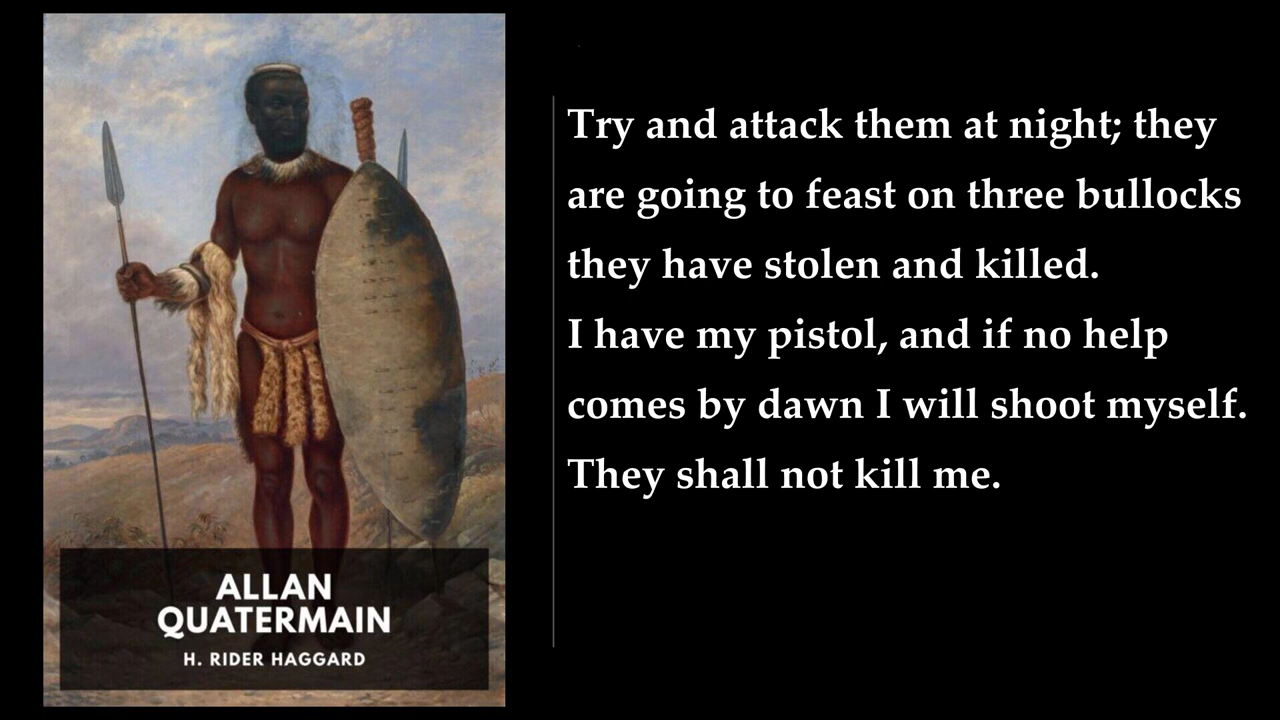 ALLAN
QUATERMAIN
H. RIDER HAGGARD
Try and attack them at night; they
are going to feast on three bullocks
they have stolen and killed.
I have my pistol, and if no help
comes by dawn I will shoot myself.
They shall not kill me.